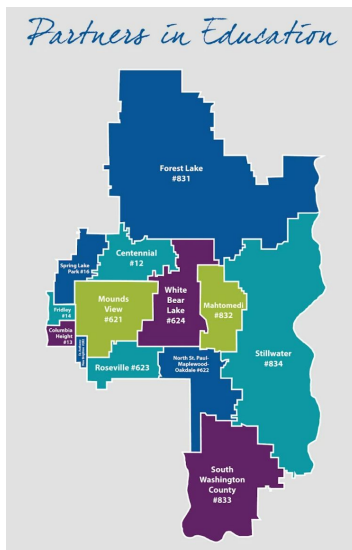 Partners in Education
Forest Lake
#831
Centennial
#12
Spring Lake
Park #16
White
Bear
Lake
#624
Mounds
View
#621
Mahtomedi
#832
Fridley
#14
Columbia
Height
#13
Stillwater
#834
Roseville #623
North St. Paul-
Maplewood-
Oakdale #622
South
Washington
County
#833